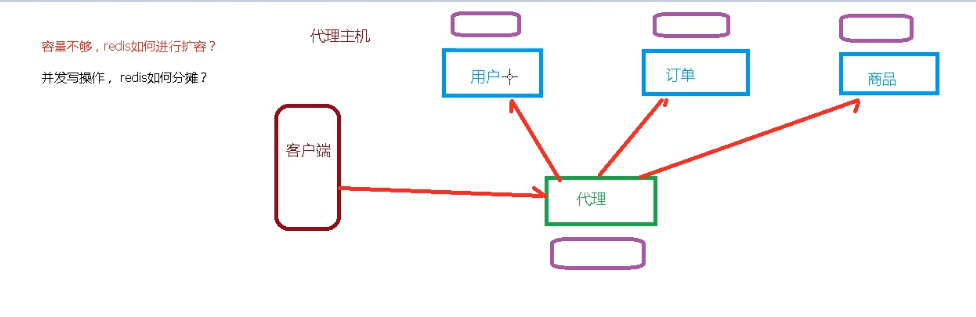 容量不够，redis如何进行扩容？
并发写操作， redis如何分摊？
代理主机
用户
订单
商品
客户端
代理